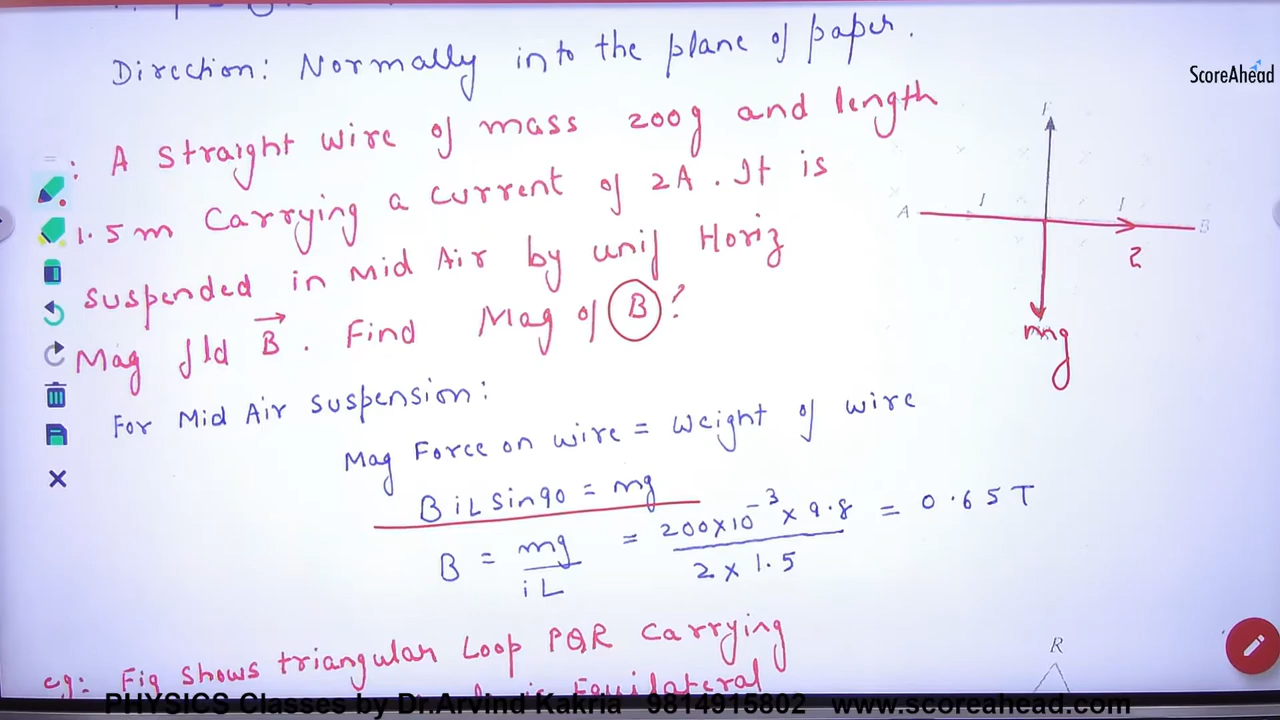 Direction: Normally into the plane of paper.
ScoreAhead
: A straight wire of mass 200g and length
1.5m Carrying a current of 2A. It is
suspended in Mid Air by unif Horiz
Mag fld B⃗. Find Mag of B?
A I I B
2
mg
For Mid Air suspension:
Mag Force on wire = weight of wire
B i L sin90 = mg
B = mg/iL = 200×10⁻³ × 9.8/2 × 1.5 = 0.65T
eg: Fig shows triangular Loop PQR Carrying
Equilateral
R
PHYSICS Classes by Dr.Arvind Kakria 9814915802 www.scoreahead.com